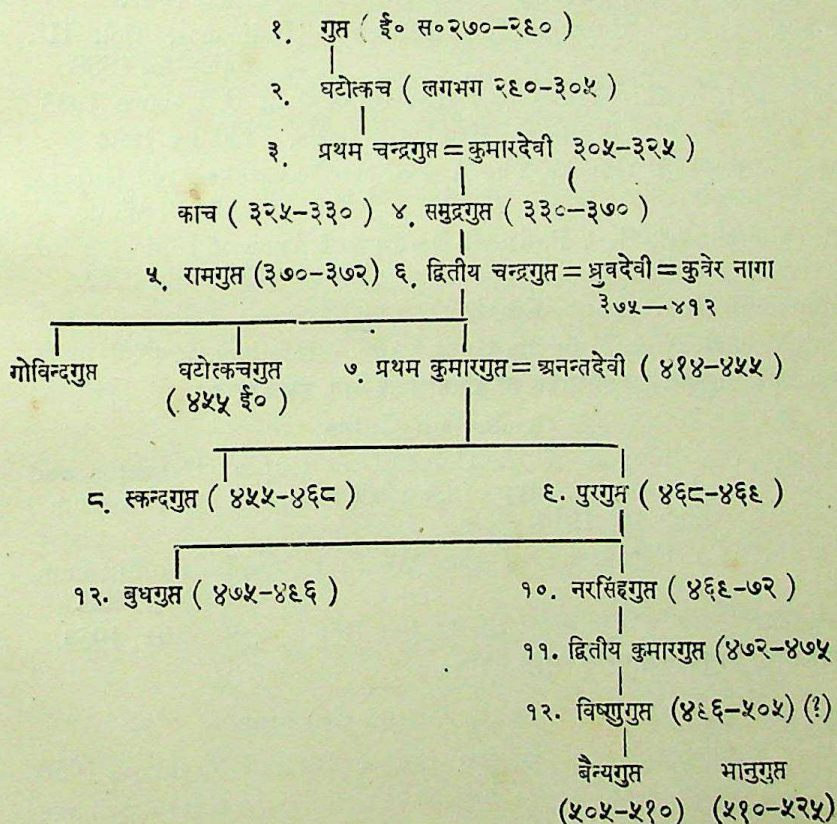 १. गुप्त ( ई० स०२७०-२९० )
२. घटोत्कच ( लगभग २९०-३०५ )
३. प्रथम चन्द्रगुप्त = कुमारदेवी ३०५-३२५ )
(
काच ( ३२५-३३० ) ४. समुद्रगुप्त ( ३३०-३७० )
५. रामगुप्त (३७०-३७२) ६. द्वितीय चन्द्रगुप्त = ध्रुवदेवी = कुवेर नागा
३७५—४१२
गोविन्दगुप्त घटोत्कचगुप्त ७. प्रथम कुमारगुप्त = अनन्तदेवी ( ४१४-४५५ )
( ४५५ ई० )
८. स्कन्दगुप्त ( ४५५-४६८ ) ९. पुरगुप्त ( ४६८-४६९ )
१२. बुधगुप्त ( ४७५-४९६ ) १०. नरसिंहगुप्त ( ४६९-७२ )
११. द्वितीय कुमारगुप्त (४७२-४७५
१२. विष्णुगुप्त (४९६-५०५) (?)
बैन्यगुप्त भानुगुप्त
(५०५-५१०) (५१०-५२५)